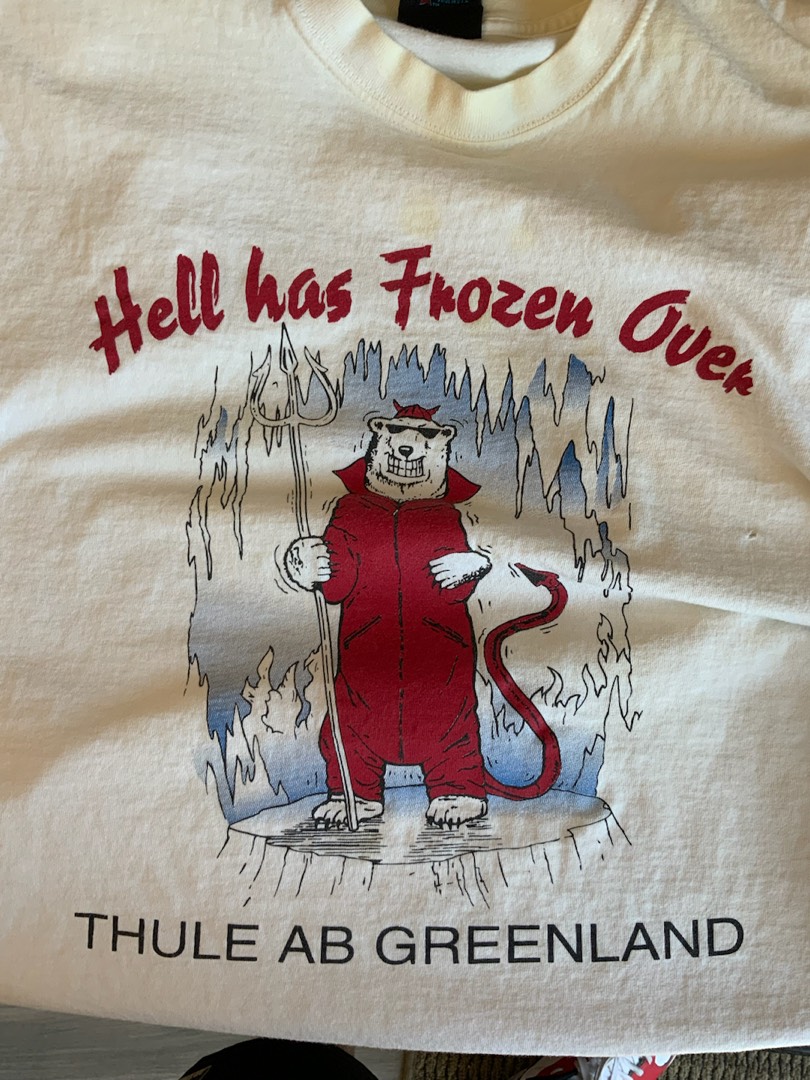 Hell has Frozen Over
THULE AB GREENLAND